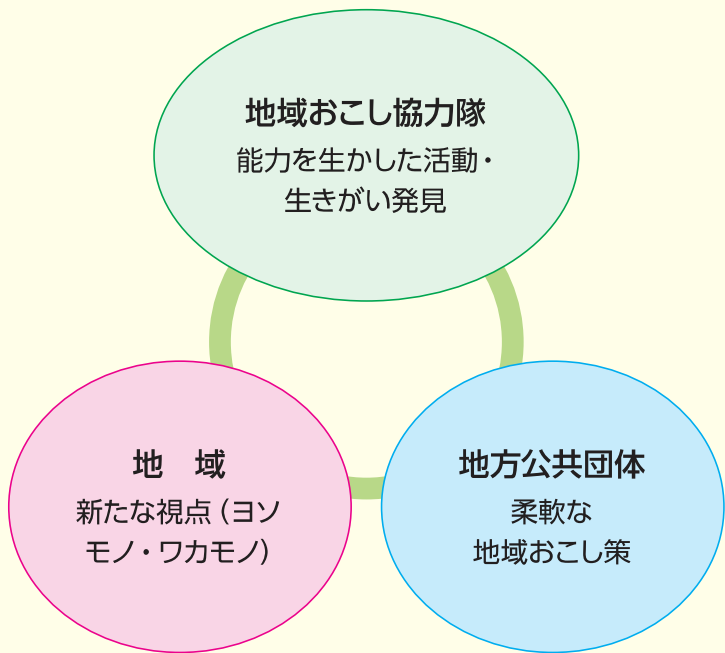 地域おこし協力隊
能力を生かした活動・
生きがい発見
地　域
新たな視点（ヨソ
モノ・ワカモノ）
地方公共団体
柔軟な
地域おこし策